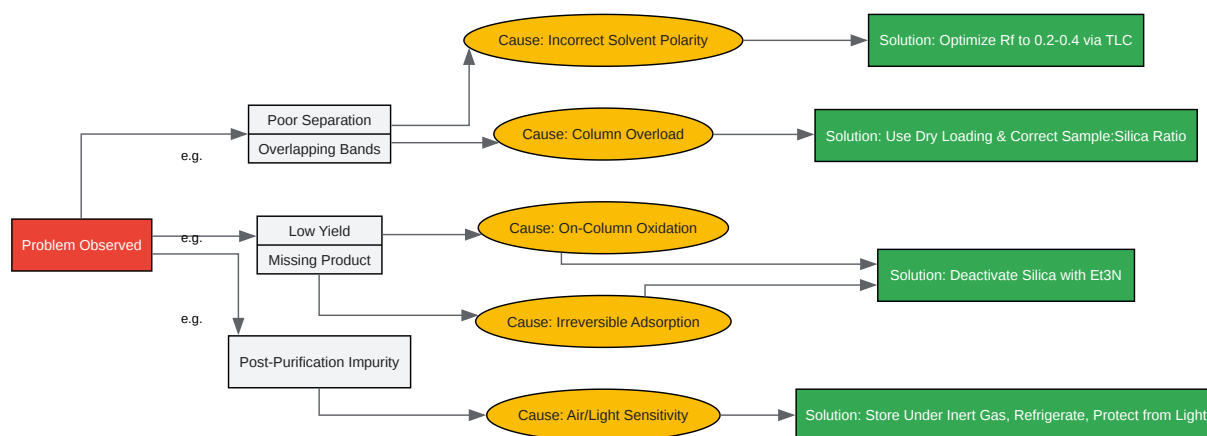 Cause: Incorrect Solvent Polarity
Solution: Optimize Rf to 0.2-0.4 via TLC
Poor Separation
Overlapping Bands
Cause: Column Overload
Solution: Use Dry Loading & Correct Sample:Silica Ratio
e.g.
Problem Observed
e.g.
Low Yield
Missing Product
Cause: On-Column Oxidation
Solution: Deactivate Silica with Et3N
e.g.
Cause: Irreversible Adsorption
Post-Purification Impurity
Cause: Air/Light Sensitivity
Solution: Store Under Inert Gas, Refrigerate, Protect from Light